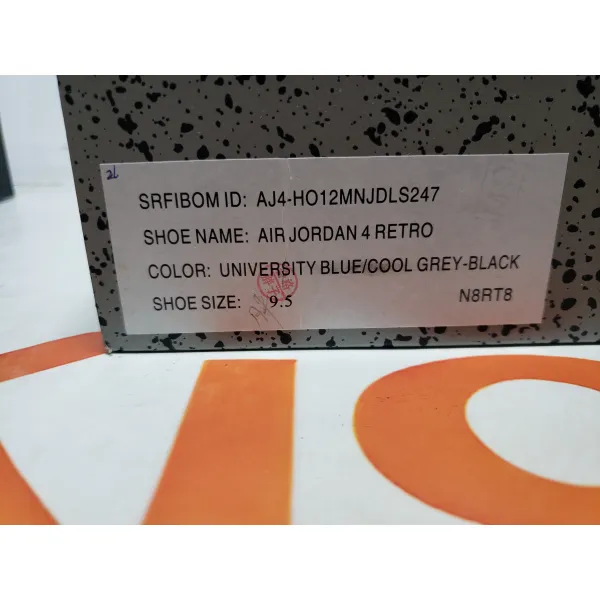 26
SRFIBOM ID: AJ4-HO12MNJDLS247
SHOE NAME: AIR JORDAN 4 RETRO
COLOR: UNIVERSITY BLUE/COOL GREY-BLACK
SHOE SIZE: 9.5 N8RT8